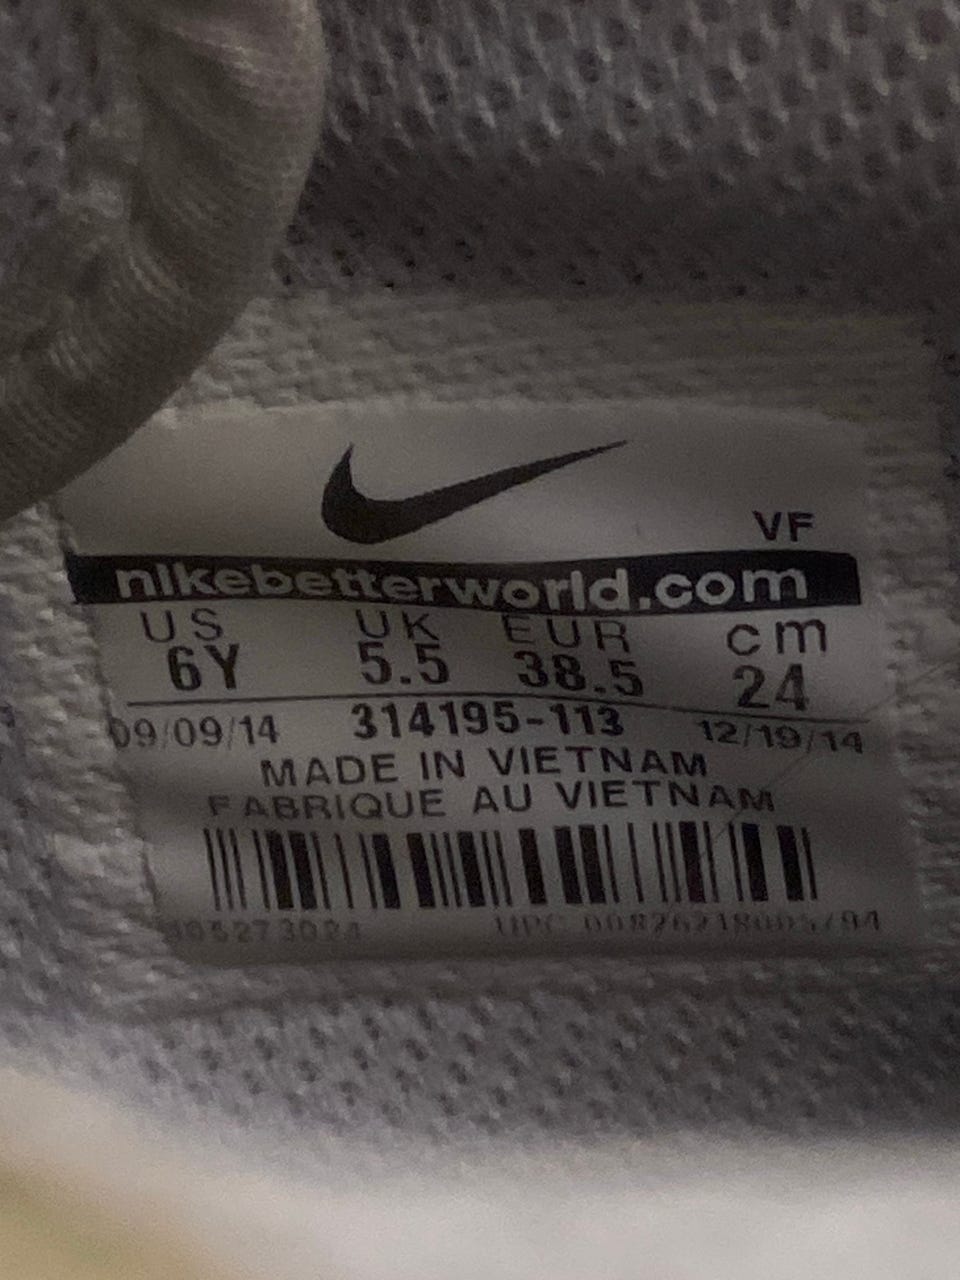 VF
nikebetterworld.com
US UK EUR cm
6Y 5.5 38.5 24
09/09/14 314195-113 12/19/14
MADE IN VIETNAM
FABRIQUE AU VIETNAM
UPC